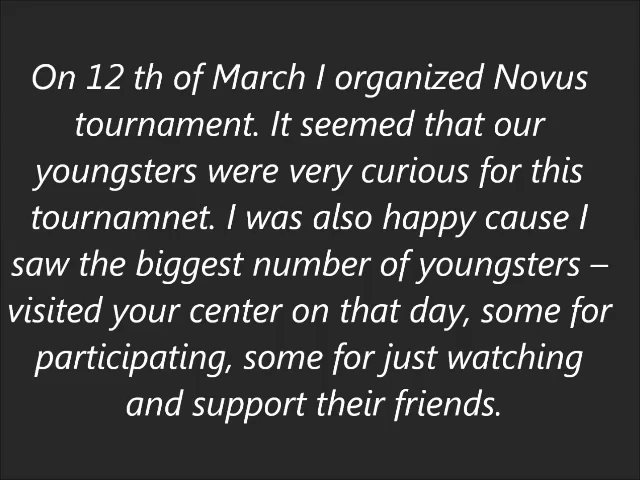 On 12 th of March I organized Novus
tournament. It seemed that our
youngsters were very curious for this
tournamnet. I was also happy cause I
saw the biggest number of youngsters –
visited your center on that day, some for
participating, some for just watching
and support their friends.